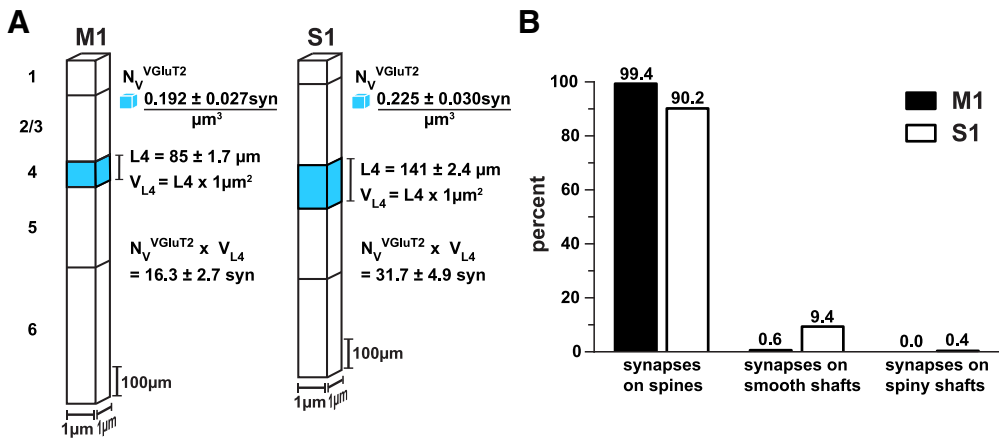 A
M1
1
2/3
4
5
6
N_V^VGluT2
0.192 ± 0.027syn
μm³
L4 = 85 ± 1.7 μm
V_L4 = L4 x 1μm²
N_V^VGluT2 x V_L4
= 16.3 ± 2.7 syn
100μm
1μm
1μm
S1
N_V^VGluT2
0.225 ± 0.030syn
μm³
L4 = 141 ± 2.4 μm
V_L4 = L4 x 1μm²
N_V^VGluT2 x V_L4
= 31.7 ± 4.9 syn
100μm
1μm
1μm
B
percent
100
80
60
40
20
0
99.4
90.2
0.6
9.4
0.0
0.4
M1
S1
synapses
on spines
synapses on
smooth shafts
synapses on
spiny shafts